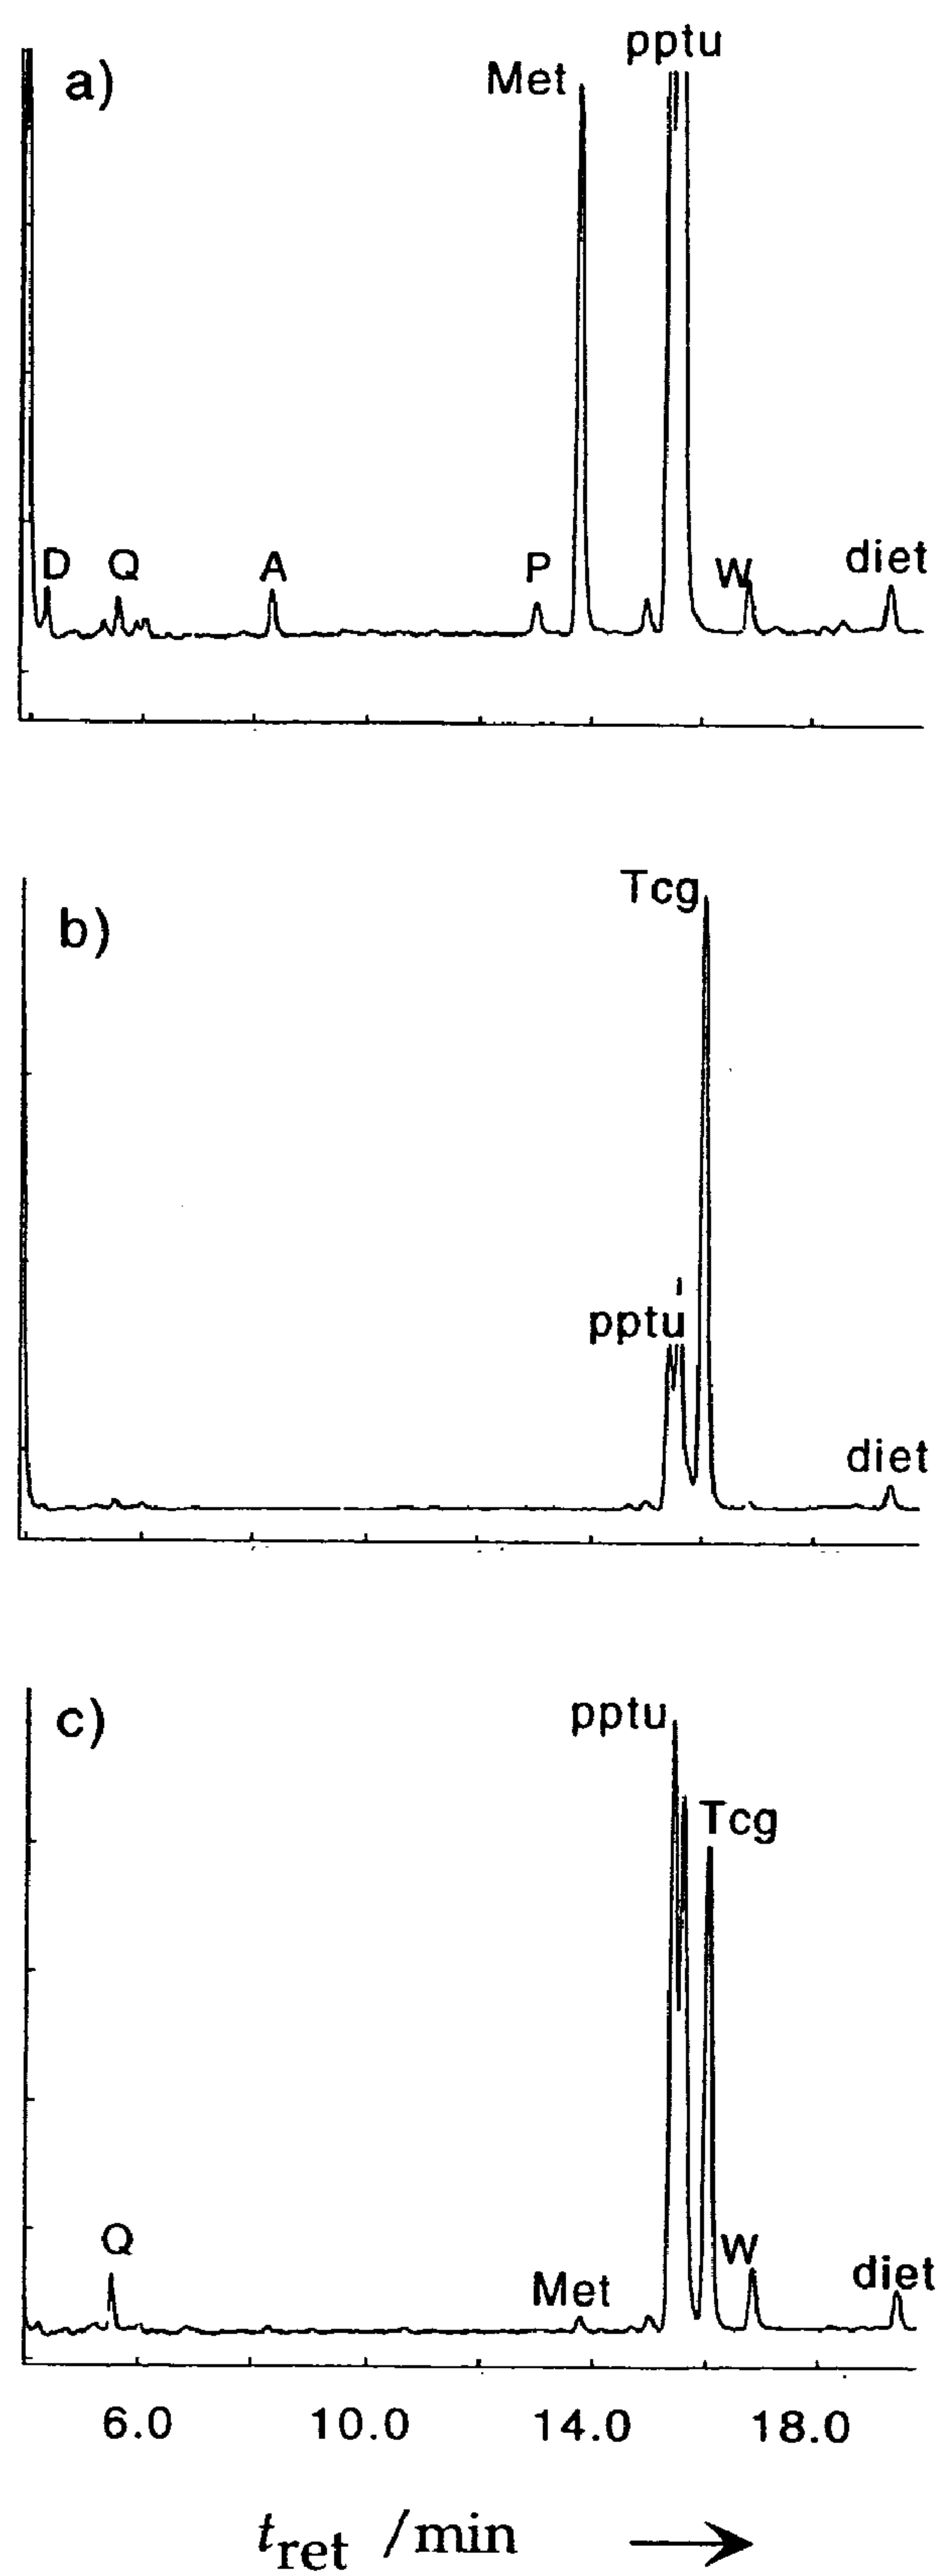 pptu
a)
Met
D
Q
A
P
W
diet
Tcg
b)
pptu
diet
pptu
c)
Tcg
Q
W
Met
diet
6.0 10.0 14.0 18.0
tret /min